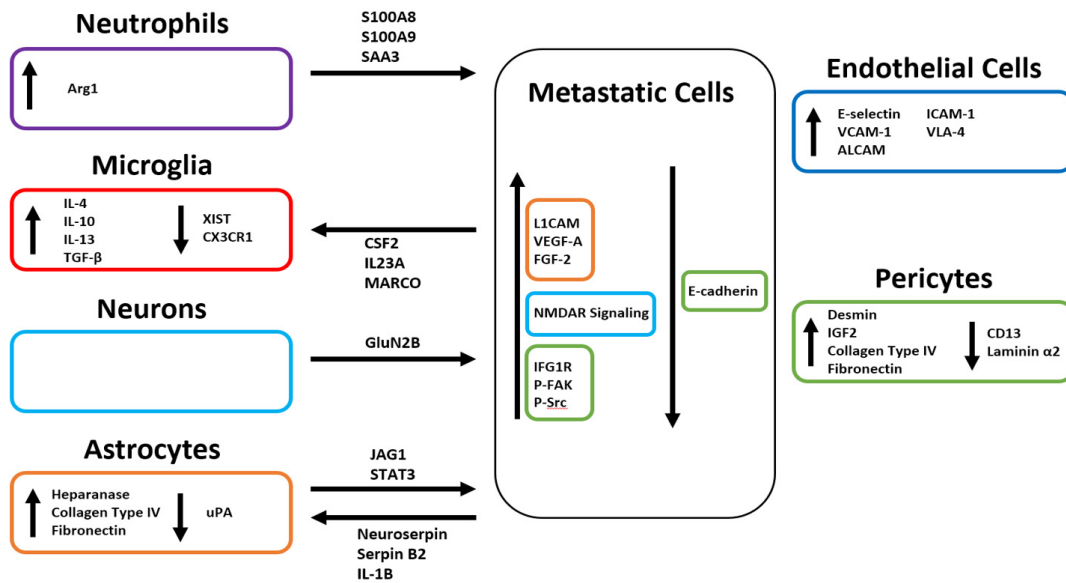 Neutrophils
Arg1
S100A8
S100A9
SAA3
Microglia
IL-4
IL-10
IL-13
TGF-β
XIST
CX3CR1
CSF2
IL23A
MARCO
Neurons
GluN2B
Astrocytes
Heparanase
Collagen Type IV
Fibronectin
uPA
JAG1
STAT3
Neuroserpin
Serpin B2
IL-1B
Metastatic Cells
L1CAM
VEGF-A
FGF-2
NMDAR Signaling
IFG1R
P-FAK
P-Src
E-cadherin
Endothelial Cells
E-selectin
VCAM-1
ALCAM
ICAM-1
VLA-4
Pericytes
Desmin
IGF2
Collagen Type IV
Fibronectin
CD13
Laminin α2